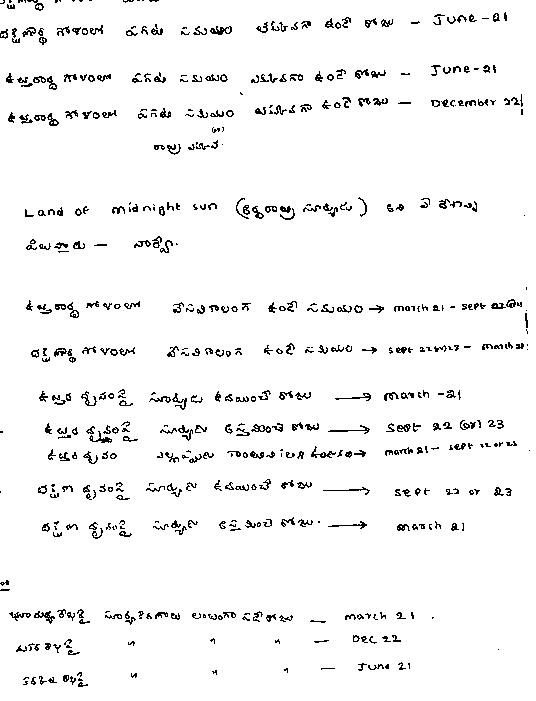 దక్షిణార్థ గోళంలో పగటి సమయం తక్కువగా ఉండే రోజు - June-21
ఉత్తరార్థ గోళంలో పగటి సమయం ఎక్కువగా ఉండే రోజు - June-21
ఉత్తరార్థ గోళంలో పగటి సమయం తక్కువగా ఉండే రోజు - December 22
(or)
రాత్రి ఎక్కువ.
Land of midnight sun (అర్ధరాత్రి సూర్యుడు) అని ఏ దేశాన్ని
పిలుస్తారు - నార్వే.
ఉత్తరార్థ గోళంలో వేసవికాలంగా ఉండే సమయం → march 21 - sept 22
దక్షిణార్థ గోళంలో వేసవికాలంగా ఉండే సమయం → sept 22 - march 21
ఉత్తర ధృవంపై సూర్యుడు ఉదయించే రోజు → march -21
ఉత్తర ధృవంపై సూర్యుడు అస్తమించే రోజు → sept 22 (or) 23
ఉత్తర ధృవం ఉండుట → march 21 - sept 22 or 23
దక్షిణ ధృవంపై సూర్యుడు ఉదయించే రోజు → sept 22 or 23
దక్షిణ ధృవంపై సూర్యుడు అస్తమించే రోజు. → march 21
భూమధ్యరేఖపై సూర్యకిరణాలు లంబంగా పడే రోజు - march 21.
మకరరేఖపై " " " - Dec 22
కర్కటరేఖపై " " " - June 21